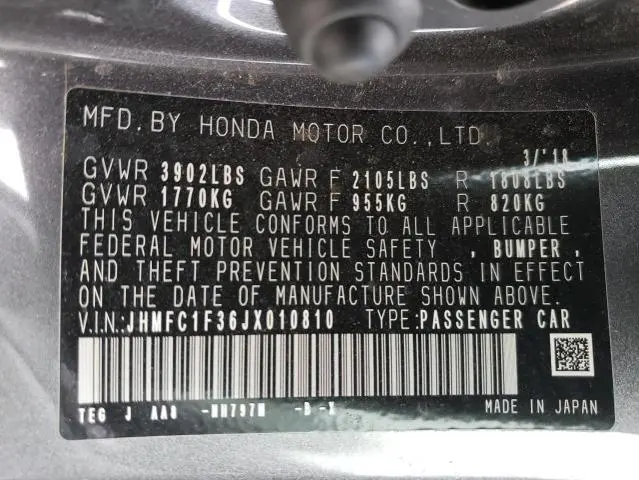 MFD. BY HONDA MOTOR CO., LTD. 3/'18
GVWR 3902LBS GAWR F 2105LBS R 1808LBS
GVWR 1770KG GAWR F 955KG R 820KG
THIS VEHICLE CONFORMS TO ALL APPLICABLE
FEDERAL MOTOR VEHICLE SAFETY , BUMPER ,
AND THEFT PREVENTION STANDARDS IN EFFECT
ON THE DATE OF MANUFACTURE SHOWN ABOVE.
V.I.N.: JHMFC1F36JX010810 TYPE: PASSENGER CAR
TEG J AA8 -NH797M -B -X MADE IN JAPAN